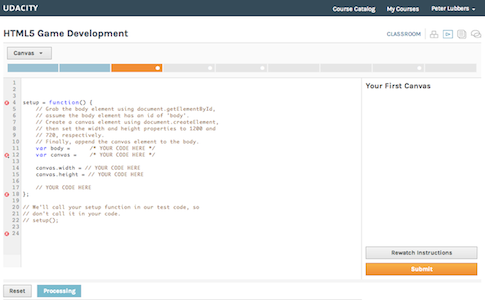 UDACITY
Course Catalog
My Courses
Peter Lubbers
HTML5 Game Development
CLASSROOM
Canvas
Your First Canvas
1
2
3
4 setup = function() {
5 // Grab the body element using document.getElementById,
6 // assume the body element has an id of 'body'.
7 // Create a canvas element using document.createElement,
8 // then set the width and height properties to 1200 and
9 // 720, respectively.
10 // Finally, append the canvas element to the body.
11 var body = /* YOUR CODE HERE */
12 var canvas = /* YOUR CODE HERE */
13
14 canvas.width = // YOUR CODE HERE
15 canvas.height = // YOUR CODE HERE
16
17 // YOUR CODE HERE
18 };
19
20 // We'll call your setup function in our test code, so
21 // don't call it in your code.
22 // setup();
23
24
Rewatch Instructions
Submit
Reset
Processing